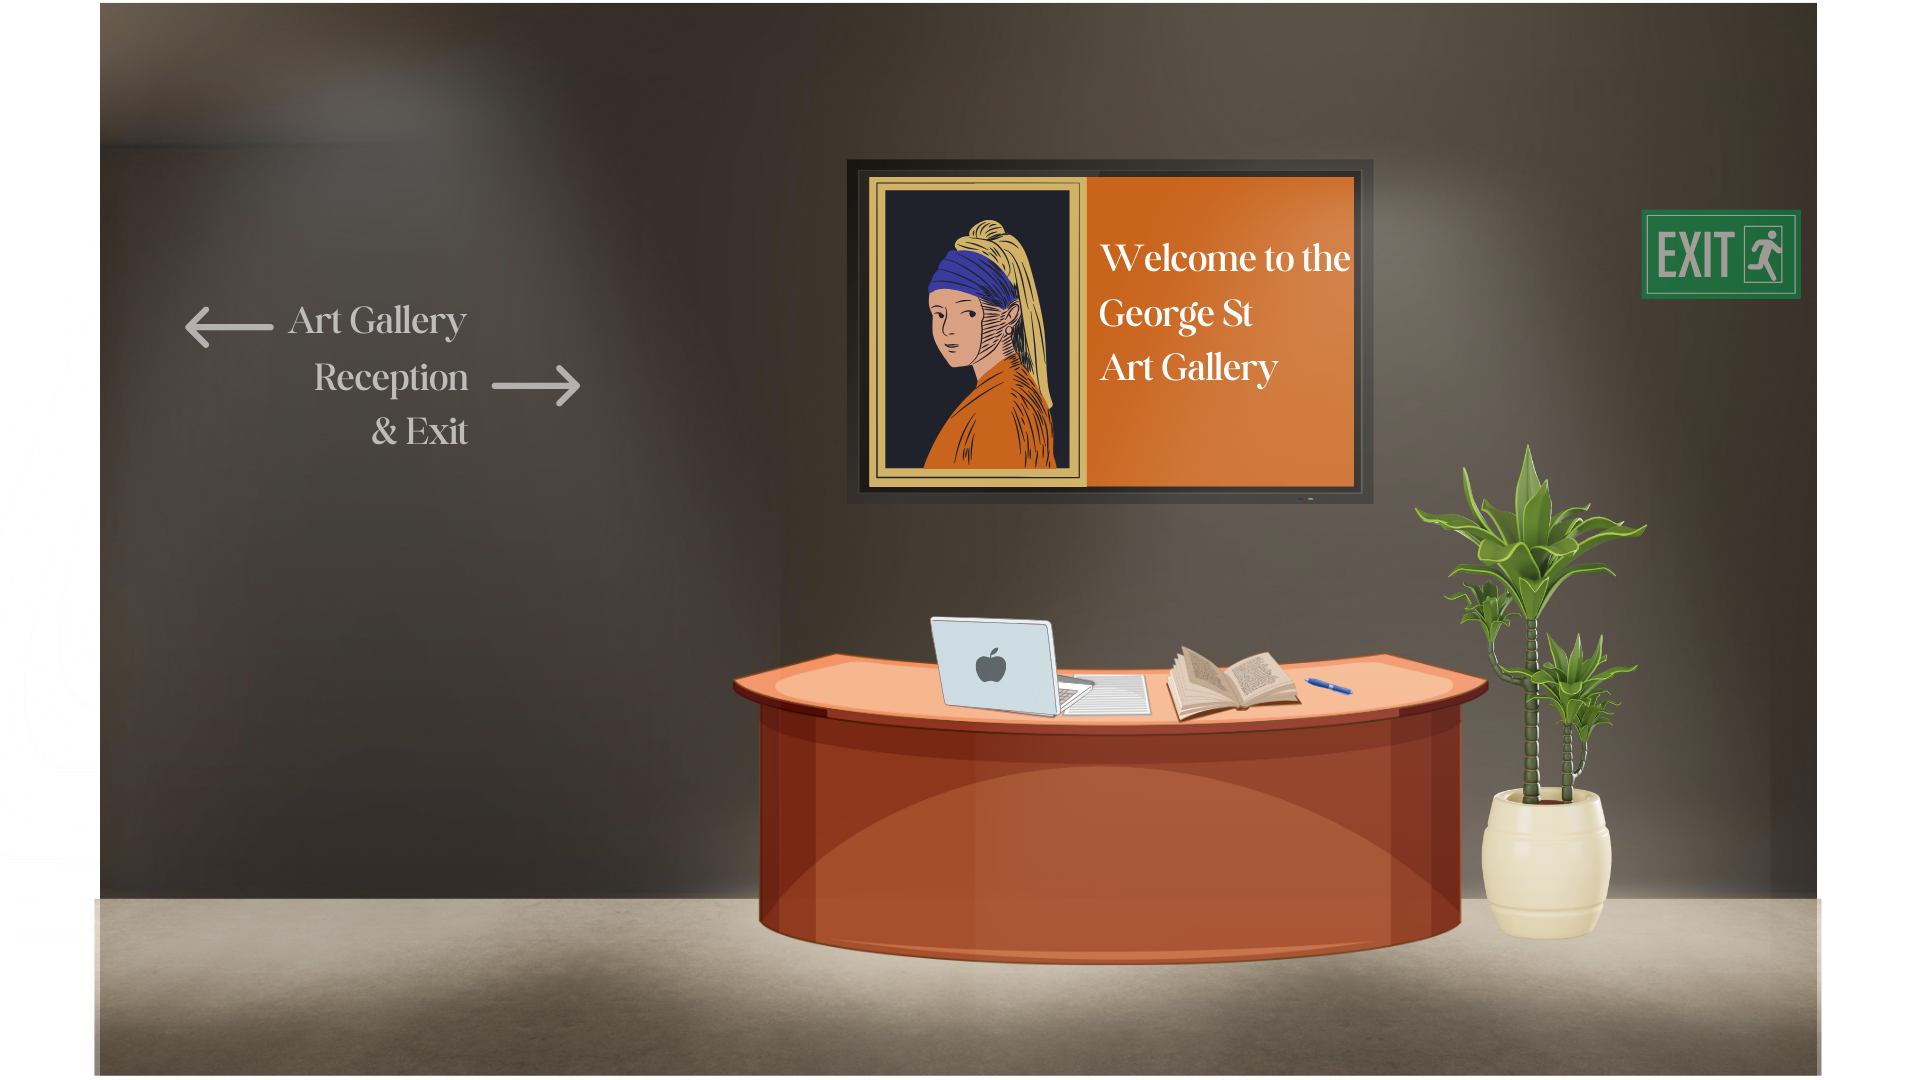 Art Gallery
Reception
& Exit
Welcome to the
George St
Art Gallery
EXIT